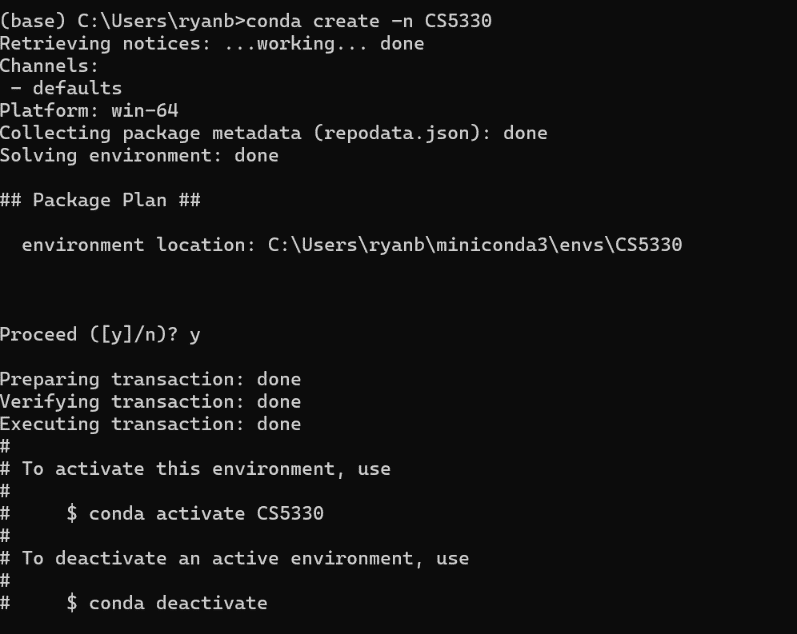 (base) C:\Users\ryanb>conda create -n CS5330
Retrieving notices: ...working... done
Channels:
 - defaults
Platform: win-64
Collecting package metadata (repodata.json): done
Solving environment: done

## Package Plan ##

  environment location: C:\Users\ryanb\miniconda3\envs\CS5330

Proceed ([y]/n)? y

Preparing transaction: done
Verifying transaction: done
Executing transaction: done
#
# To activate this environment, use
#
#     $ conda activate CS5330
#
# To deactivate an active environment, use
#
#     $ conda deactivate